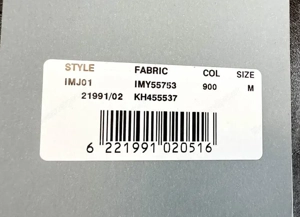 STYLE FABRIC COL SIZE
IMJ01 IMY55753 900 M
21991/02 KH455537
6 221991 020516